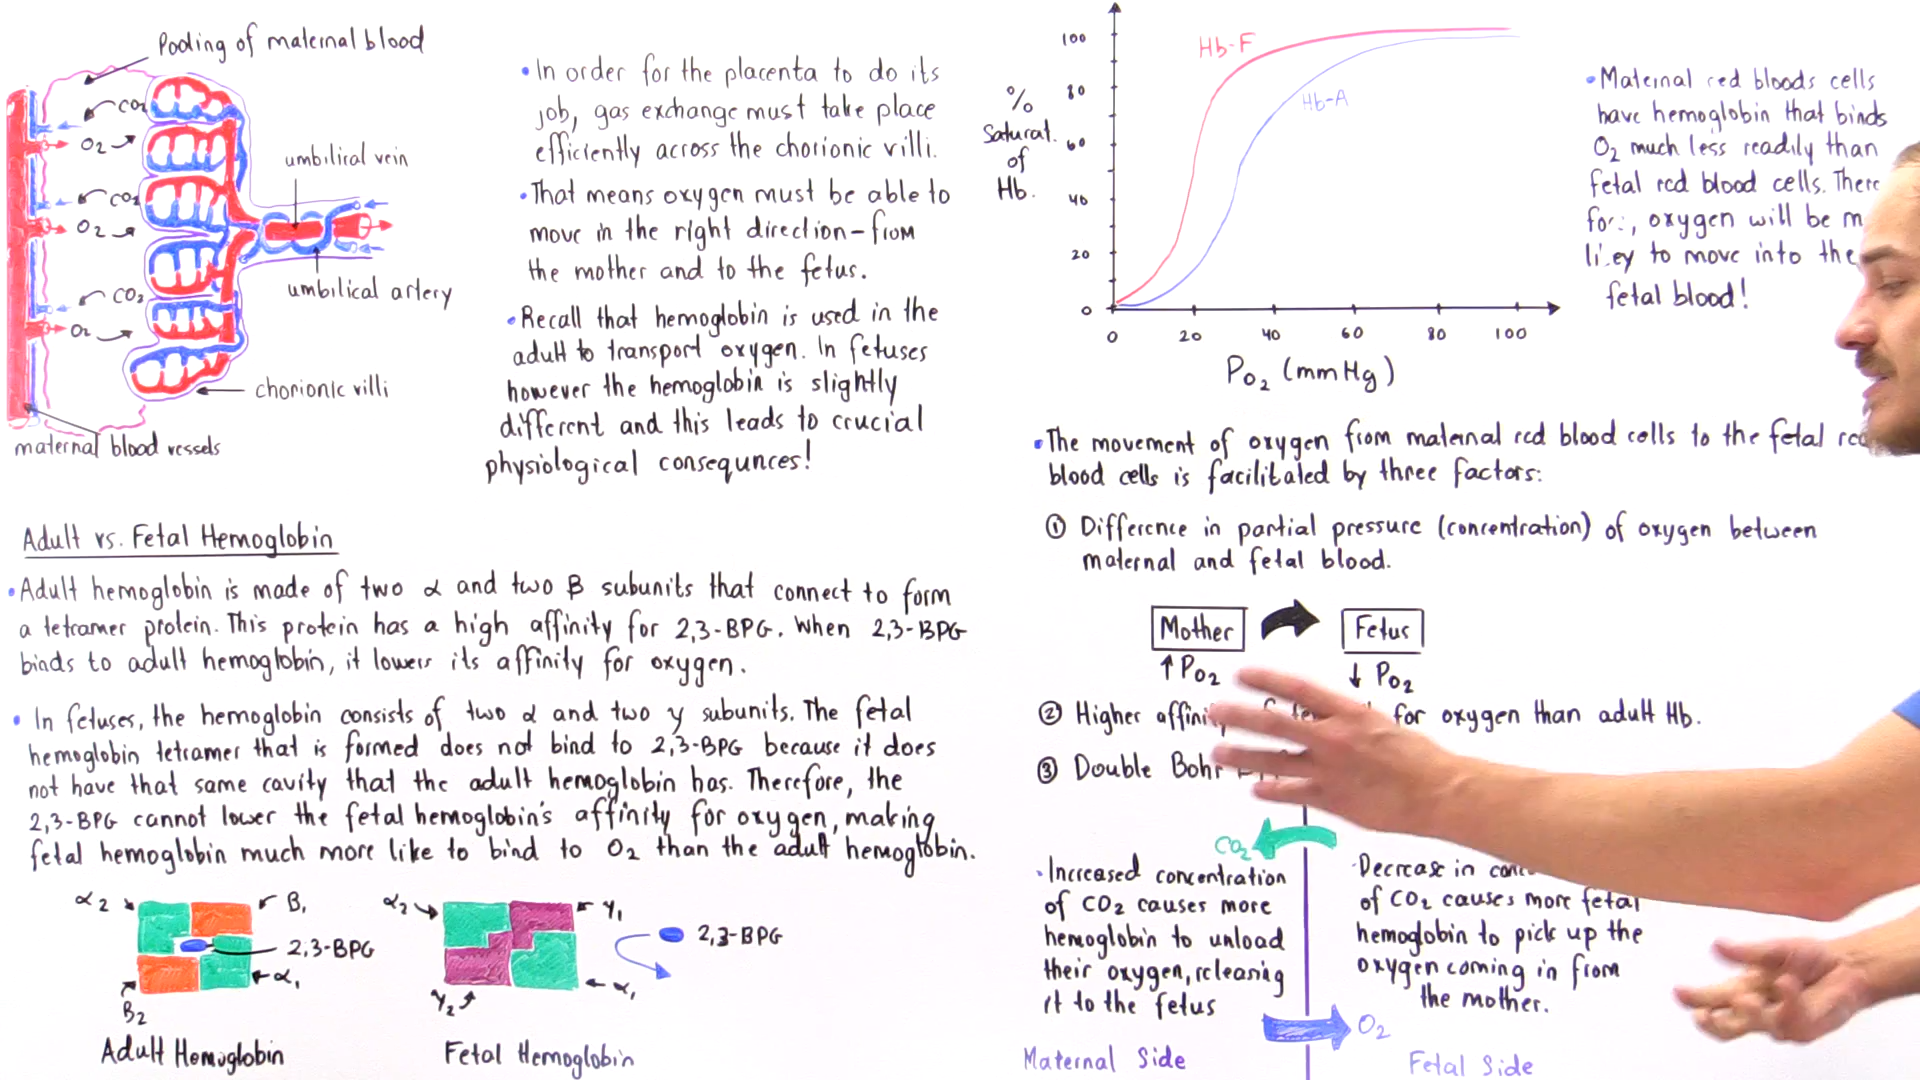 Pooling of maternal blood
CO2
O2
CO2
O2
CO2
O2
umbilical vein
umbilical artery
chorionic villi
maternal blood vessels
• In order for the placenta to do its
job, gas exchange must take place
efficiently across the chorionic villi.
• That means oxygen must be able to
move in the right direction – from
the mother and to the fetus.
• Recall that hemoglobin is used in the
adult to transport oxygen. In fetuses
however the hemoglobin is slightly
different and this leads to crucial
physiological consequnces!
Adult vs. Fetal Hemoglobin
• Adult hemoglobin is made of two α and two B subunits that connect to form
a tetramer protein. This protein has a high affinity for 2,3-BPG. When 2,3-BPG
binds to adult hemoglobin, it lowers its affinity for oxygen.
• In fetuses, the hemoglobin consists of two α and two y subunits. The fetal
hemoglobin tetramer that is formed does not bind to 2,3-BPG because it does
not have that same cavity that the adult hemoglobin has. Therefore, the
2,3-BPG cannot lower the fetal hemoglobin's affinity for oxygen, making
fetal hemoglobin much more like to bind to O2 than the adult hemoglobin.
α2
B1
2,3-BPG
α1
B2
Adult Hemoglobin
α2
Y1
2,3-BPG
α1
Y2
Fetal Hemoglobin
% Saturat. of Hb.
100
80
60
40
20
0
Hb-F
Hb-A
0 20 40 60 80 100
PO2 (mmHg)
• Maternal red bloods cells
have hemoglobin that binds
O2 much less readily than
fetal red blood cells. There
for:, oxygen will be m
li.ey to move into the
fetal blood!
• The movement of oxygen from maternal red blood cells to the fetal red
blood cells is facilitated by three factors:
① Difference in partial pressure (concentration) of oxygen between
maternal and fetal blood.
Mother
Fetus
↑ PO2
↓ PO2
② Higher affini for oxygen than adult Hb.
③ Double Bohr
CO2
• Increased concentration
of CO2 causes more
hemoglobin to unload
their oxygen, releasing
it to the fetus
• Decrease in conc
of CO2 causes more fetal
hemoglobin to pick up the
oxygen coming in from
the mother.
O2
Maternal Side
Fetal Side